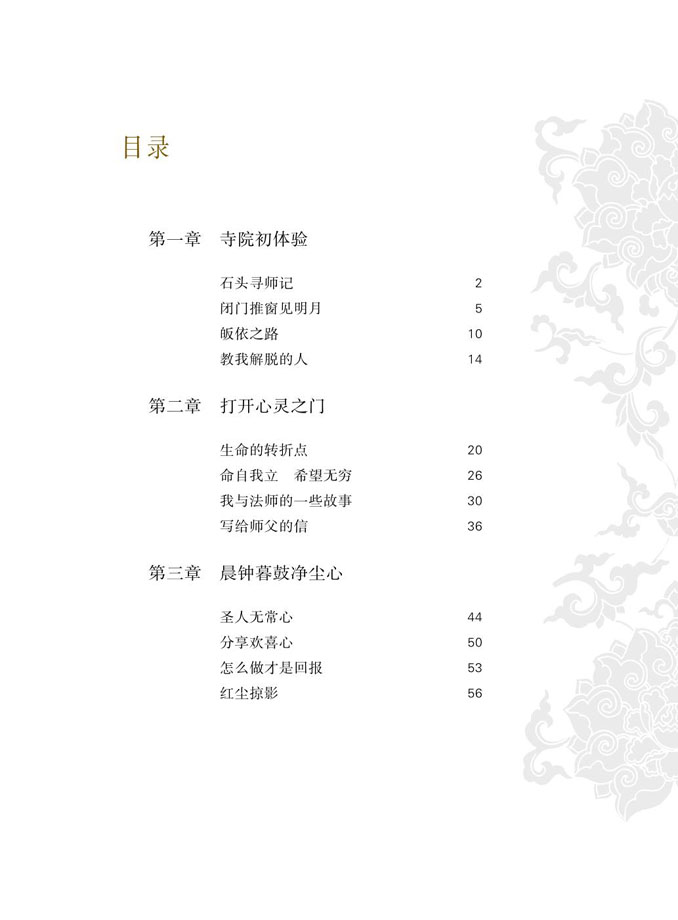 目录
第一章 寺院初体验
石头寻师记 2
闭门推窗见明月 5
皈依之路 10
教我解脱的人 14
第二章 打开心灵之门
生命的转折点 20
命自我立 希望无穷 26
我与法师的一些故事 30
写给师父的信 36
第三章 晨钟暮鼓净尘心
圣人无常心 44
分享欢喜心 50
怎么做才是回报 53
红尘掠影 56